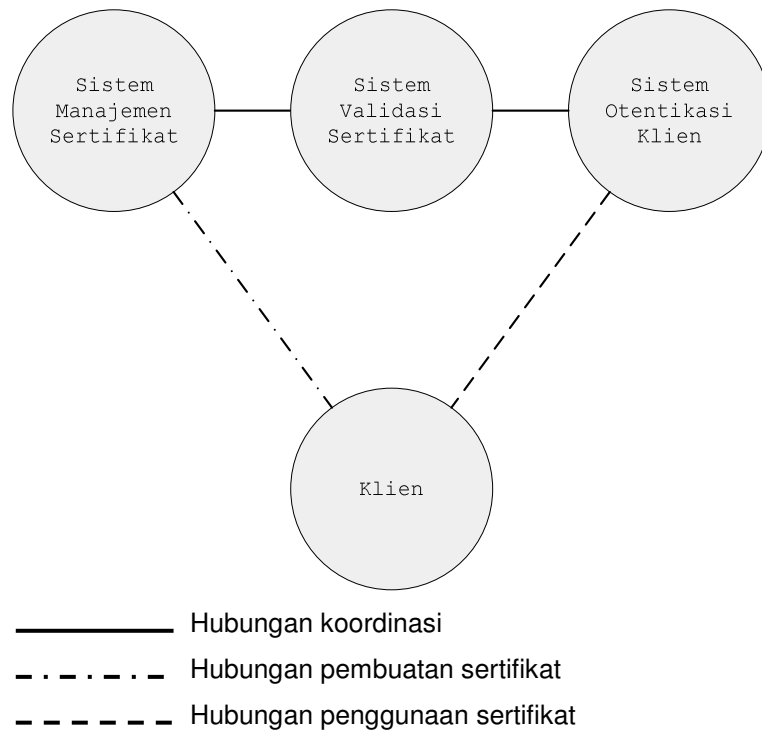 Sistem
Manajemen
Sertifikat
Sistem
Validasi
Sertifikat
Sistem
Otentikasi
Klien
Klien
Hubungan koordinasi
Hubungan pembuatan sertifikat
Hubungan penggunaan sertifikat